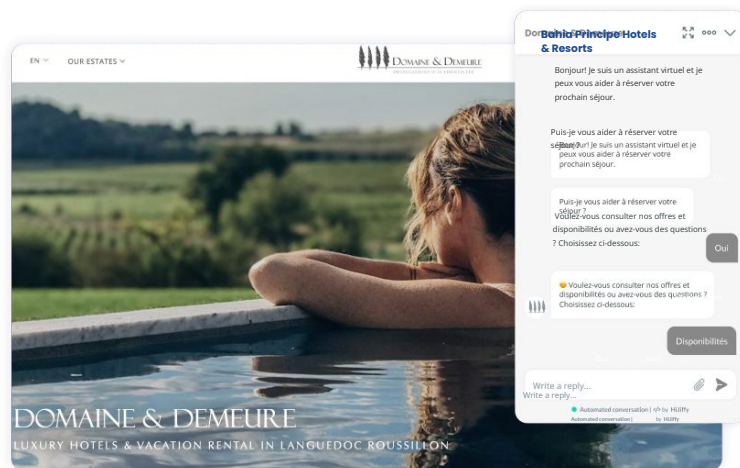 EN
OUR ESTATES
DOMAINE & DEMEURE
Bahia Principe Hotels
& Resorts
Bonjour! Je suis un assistant virtuel et je
peux vous aider à réserver votre
prochain séjour.
Puis-je vous aider à réserver votre
séjour ?
Bonjour! Je suis un assistant virtuel et je
peux vous aider à réserver votre
prochain séjour.
Puis-je vous aider à réserver votre
séjour ?
Voulez-vous consulter nos offres et
disponibilités ou avez-vous des questions
? Choisissez ci-dessous:
Oui
😊 Voulez-vous consulter nos offres et
disponibilités ou avez-vous des questions ?
Choisissez ci-dessous:
Disponibilités
Write a reply...
Write a reply...
Automated conversation | </> by Hijiffy
Automated conversation | by Hijiffy
DOMAINE & DEMEURE
LUXURY HOTELS & VACATION RENTAL IN LANGUEDOC ROUSSILLON